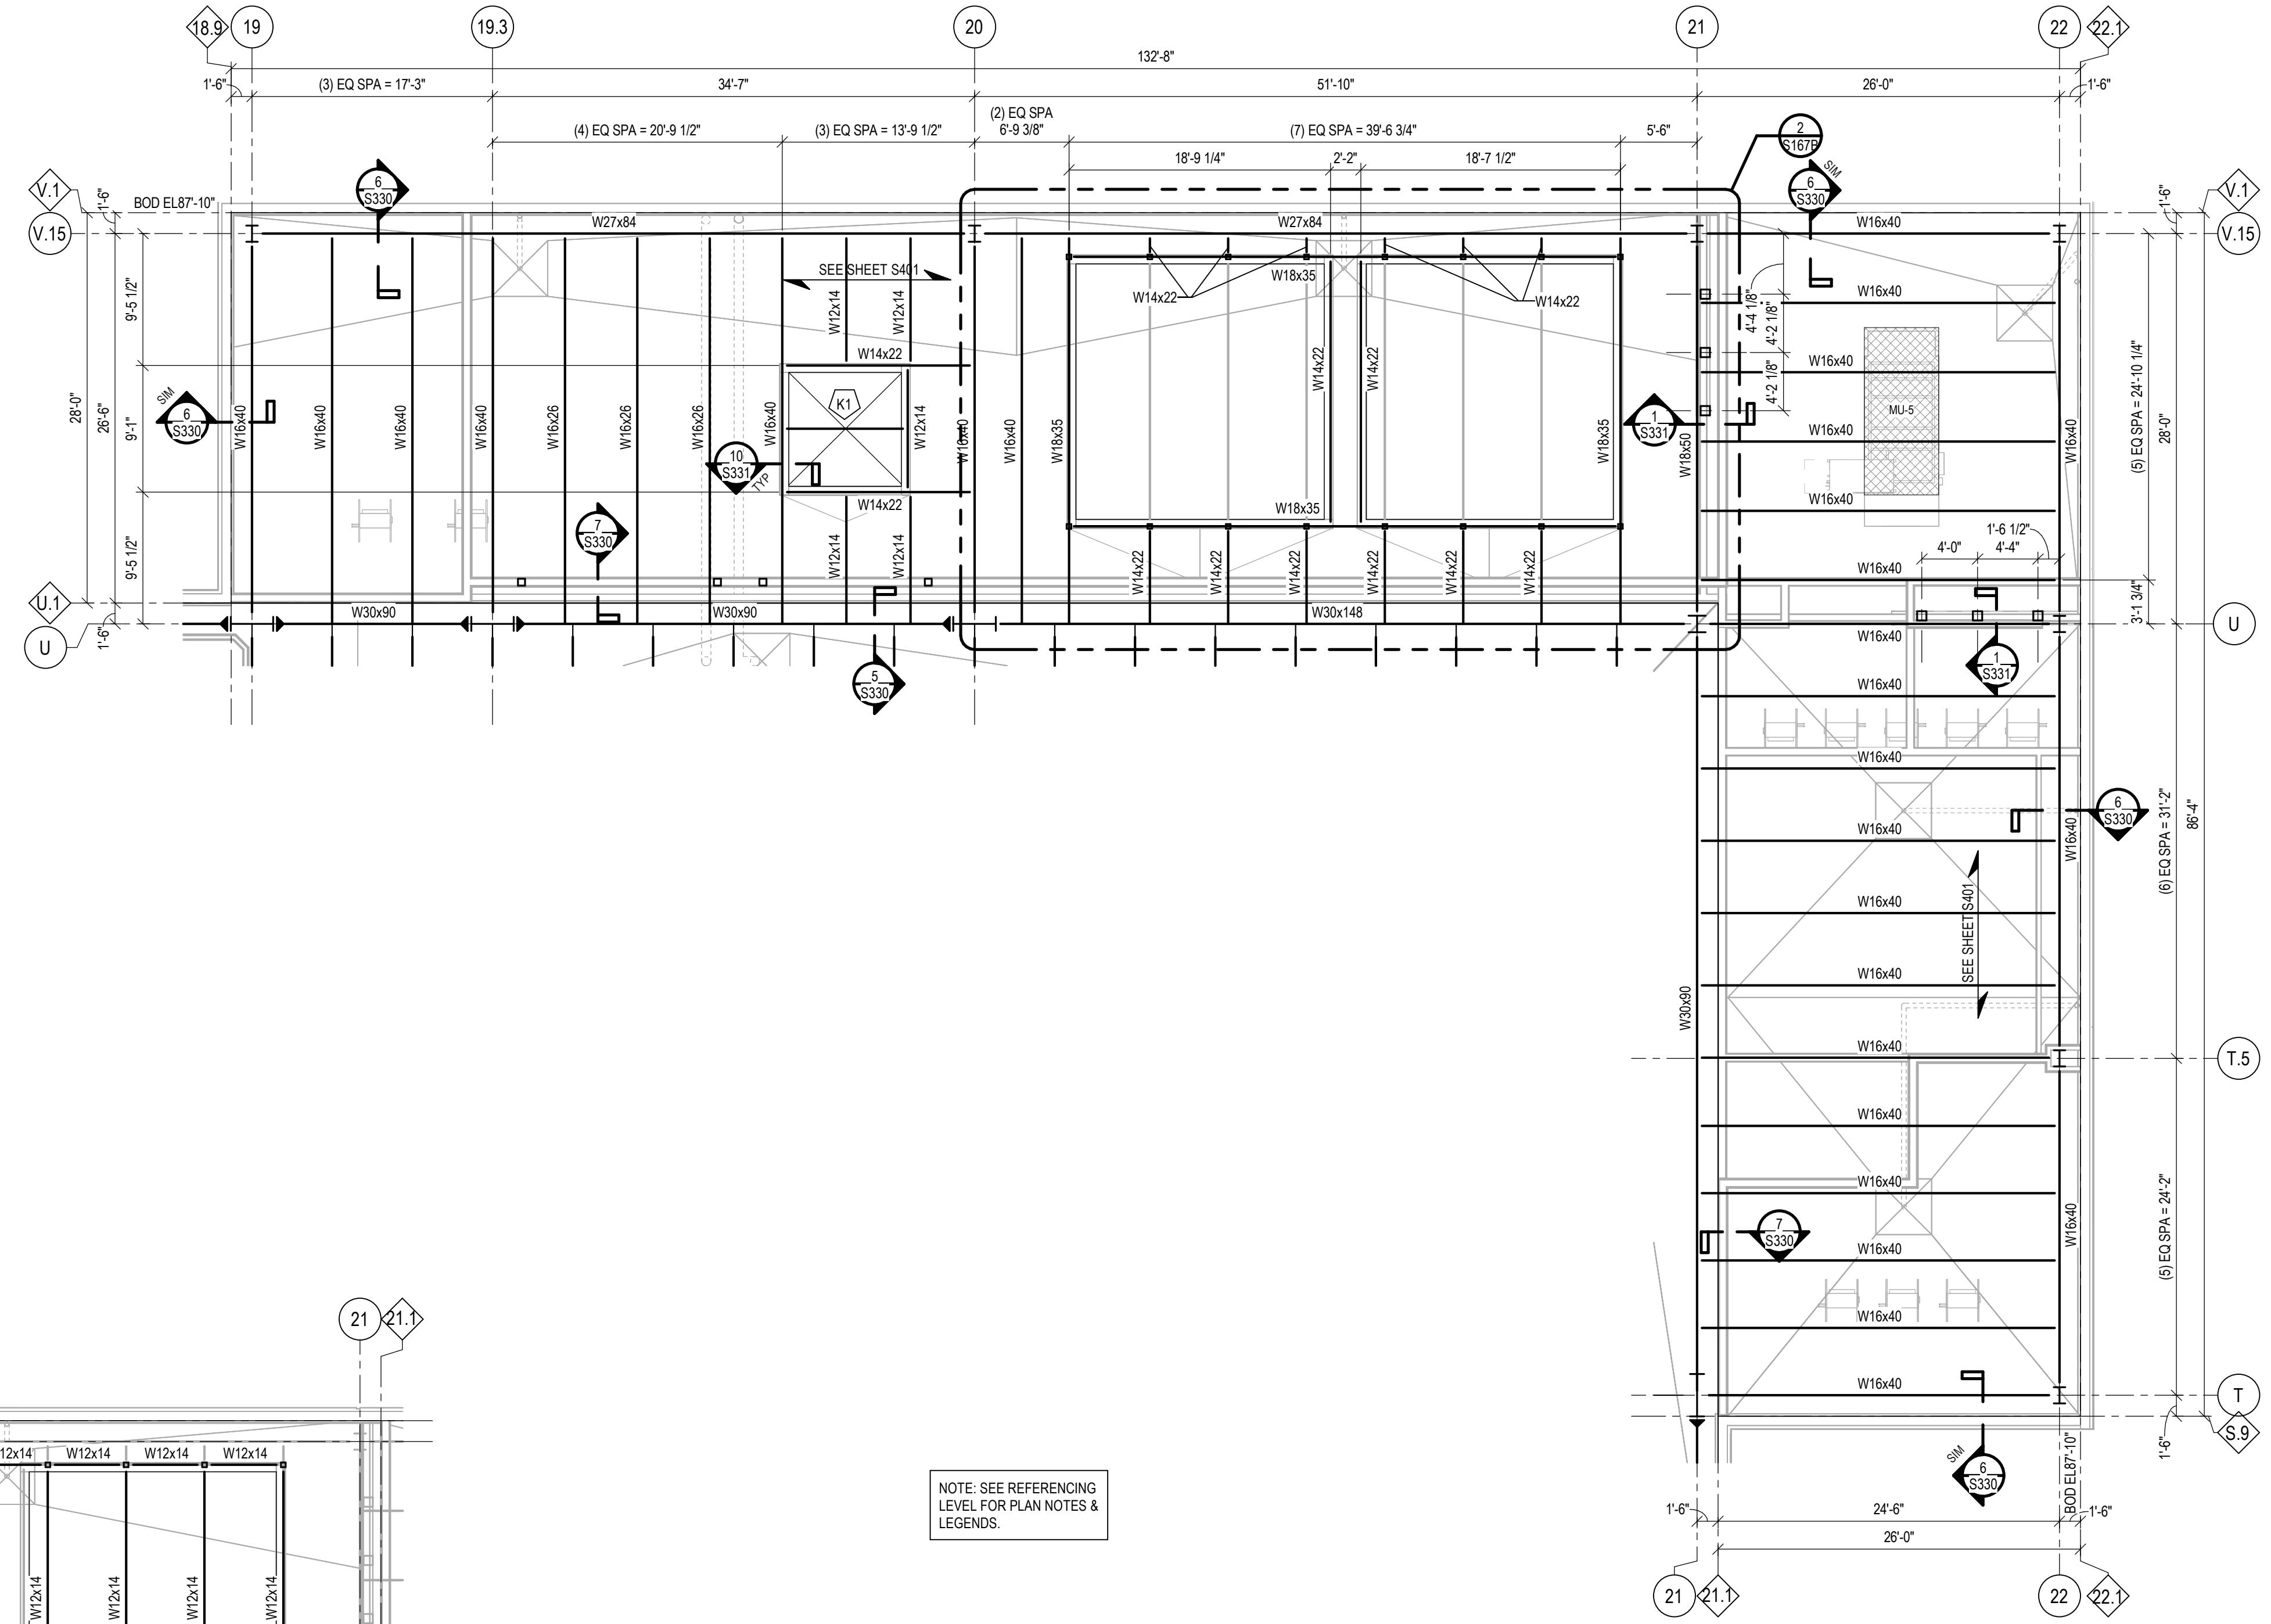 18.9
19
19.3
20
21
22
22.1
132'-8"
1'-6"
(3) EQ SPA = 17'-3"
34'-7"
51'-10"
26'-0"
1'-6"
(2) EQ SPA
6'-9 3/8"
(4) EQ SPA = 20'-9 1/2"
(3) EQ SPA = 13'-9 1/2"
(7) EQ SPA = 39'-6 3/4"
5'-6"
18'-9 1/4"
2'-2"
18'-7 1/2"
2
S167B
6
S330
6
S330
SIM
V.1
V.15
1'-6"
BOD EL87'-10"
W27x84
W27x84
W16x40
1'-6"
V.1
V.15
SEE SHEET S401
W18x35
W14x22
W14x22
W16x40
9'-5 1/2"
W12x14
W12x14
W14x22
4'-4 1/8"
4'-2 1/8"
4'-2 1/8"
W16x40
MU-5
28'-0"
26'-6"
9'-1"
SIM
6
S330
W16x40
W16x40
W16x40
W16x40
W16x26
W16x26
W16x26
W16x40
K1
W12x14
W16x40
W16x40
W18x35
W14x22
W14x22
W18x35
1
S331
W18x50
W16x40
W16x40
(5) EQ SPA = 24'-10 1/4"
28'-0"
10
S331
TYP
W14x22
W18x35
W18x35
W16x40
7
S330
9'-5 1/2"
W12x14
W12x14
W14x22
W14x22
W14x22
W14x22
W14x22
W14x22
1'-6 1/2"
4'-0"
4'-4"
W16x40
3'-1 3/4"
U.1
U
1'-6"
W30x90
W30x90
W30x148
U
W16x40
5
S330
1
S331
W16x40
W16x40
W16x40
W16x40
6
S330
(6) EQ SPA = 31'-2"
86'-4"
W16x40
SEE SHEET S401
W16x40
W30x90
W16x40
T.5
W16x40
W16x40
W16x40
7
S330
W16x40
(5) EQ SPA = 24'-2"
W16x40
W16x40
T
S.9
1'-6"
BOD EL87'-10"
SIM
6
S330
1'-6"
24'-6"
1'-6"
26'-0"
21
21.1
22
22.1
21
21.1
12x14
W12x14
W12x14
W12x14
W12x14
W12x14
W12x14
W12x14
NOTE: SEE REFERENCING
LEVEL FOR PLAN NOTES &
LEGENDS.